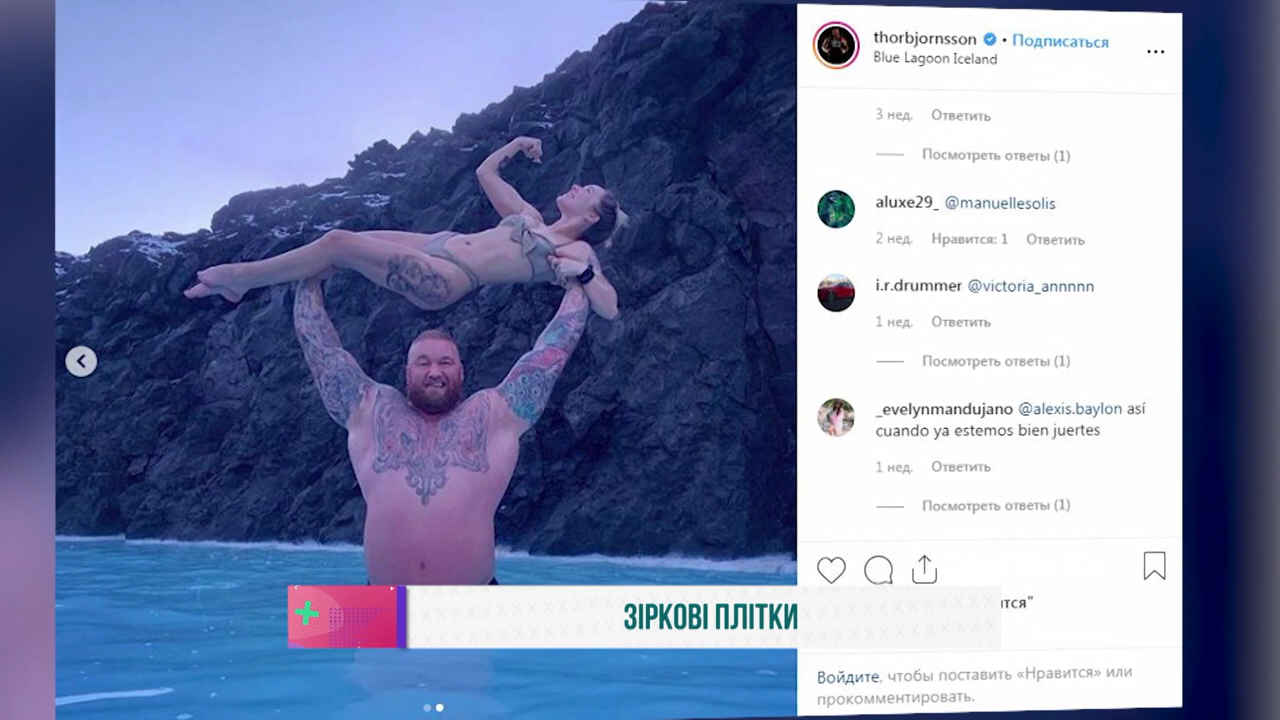 thorbjornsson • Подписаться
Blue Lagoon Iceland
3 нед. Ответить
Посмотреть ответы (1)
aluxe29_ @manuellesolis
2 нед. Нравится: 1 Ответить
i.r.drummer @victoria_annnnn
1 нед. Ответить
Посмотреть ответы (1)
_evelynmandujano @alexis.baylon así
cuando ya estemos bien juertes
1 нед. Ответить
Посмотреть ответы (1)
ЗІРКОВІ ПЛІТКИ
Войдите, чтобы поставить «Нравится» или
прокомментировать.